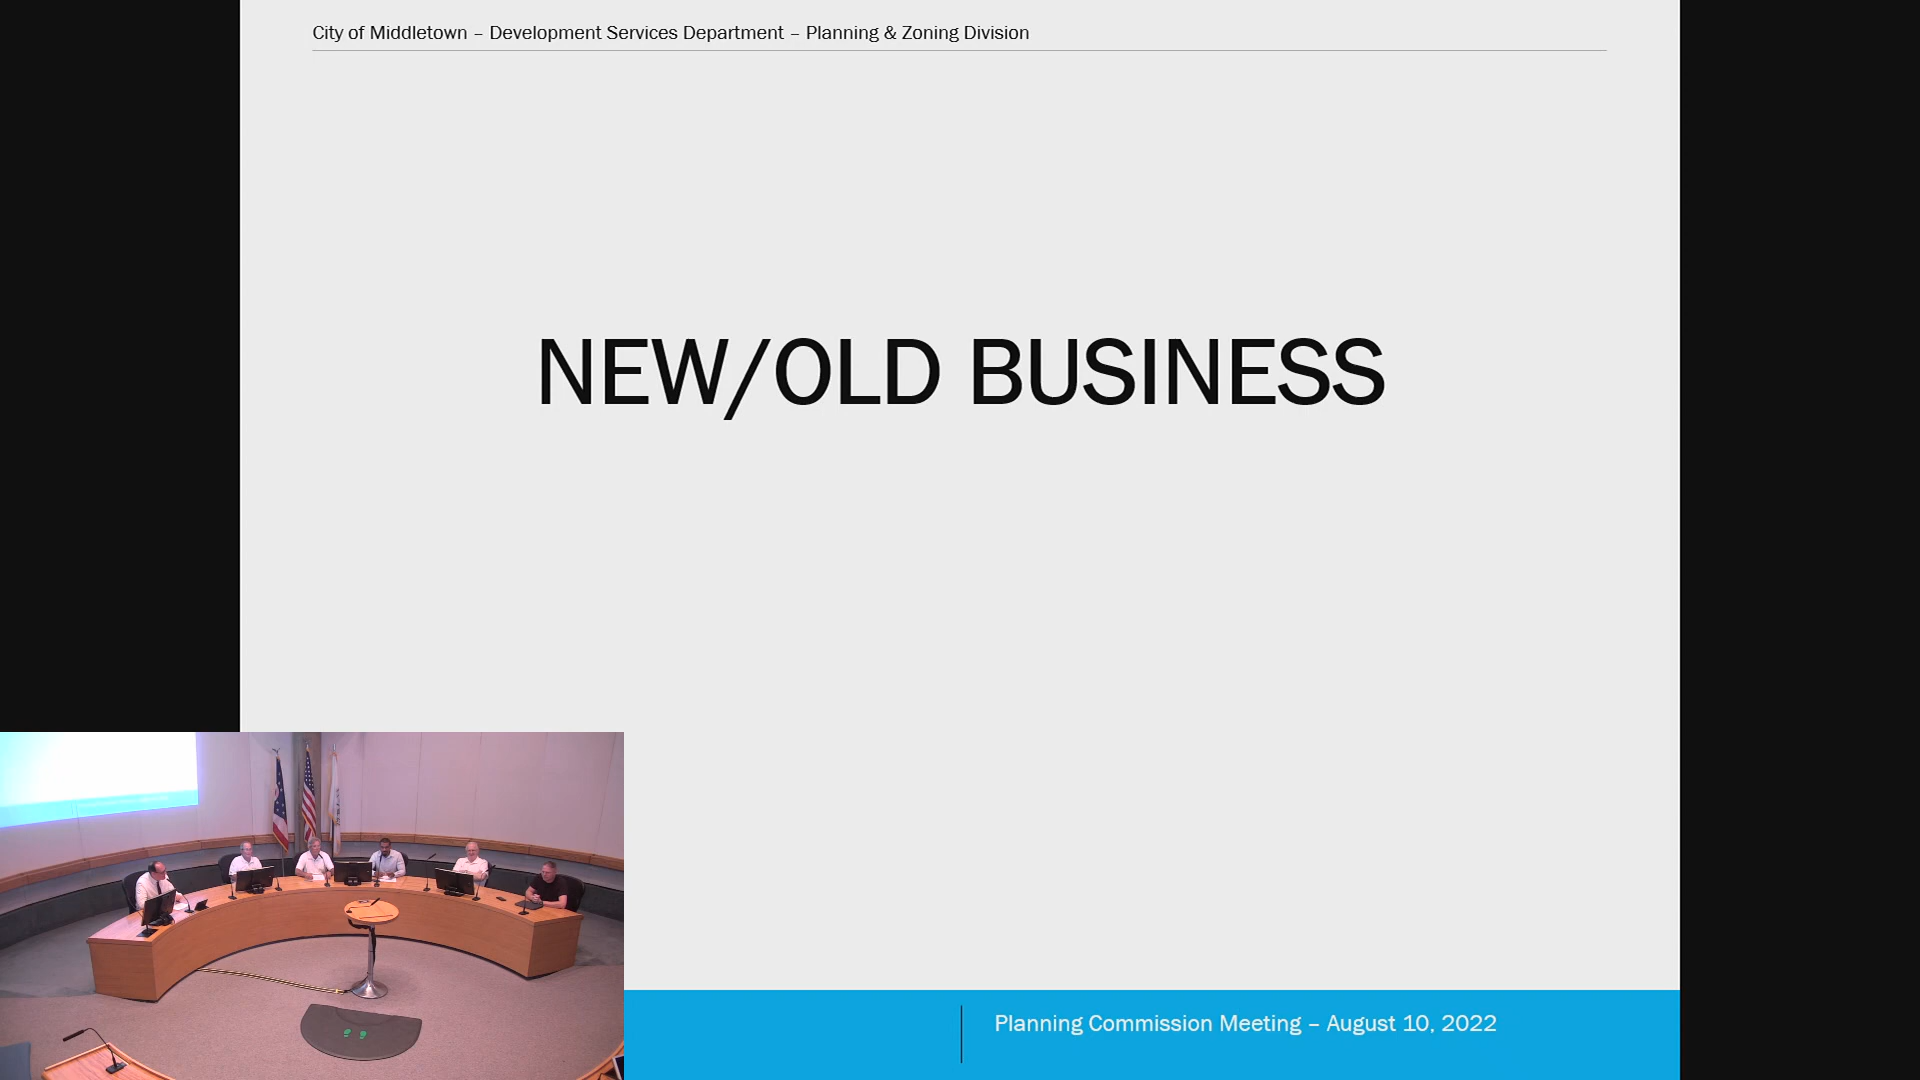 City of Middletown – Development Services Department – Planning & Zoning Division
NEW/OLD BUSINESS
Planning Commission Meeting – August 10, 2022